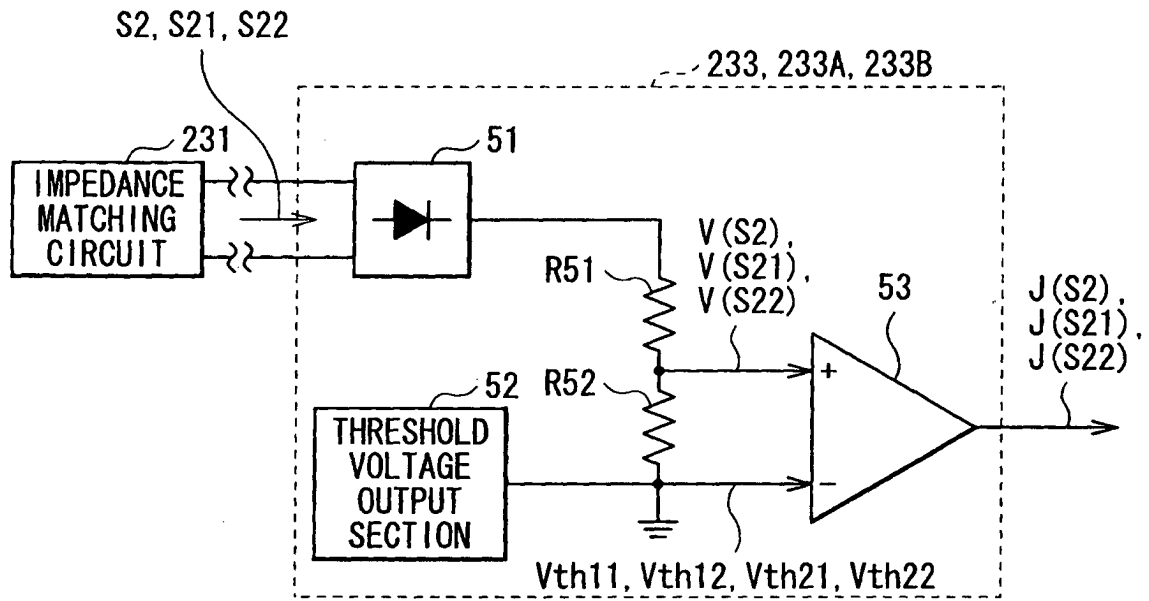 S2, S21, S22
233, 233A, 233B
231
51
IMPEDANCE
MATCHING
CIRCUIT
R51
V(S2),
V(S21),
V(S22)
53
J(S2),
J(S21),
J(S22)
+
R52
52
THRESHOLD
VOLTAGE
OUTPUT
SECTION
−
Vth11, Vth12, Vth21, Vth22